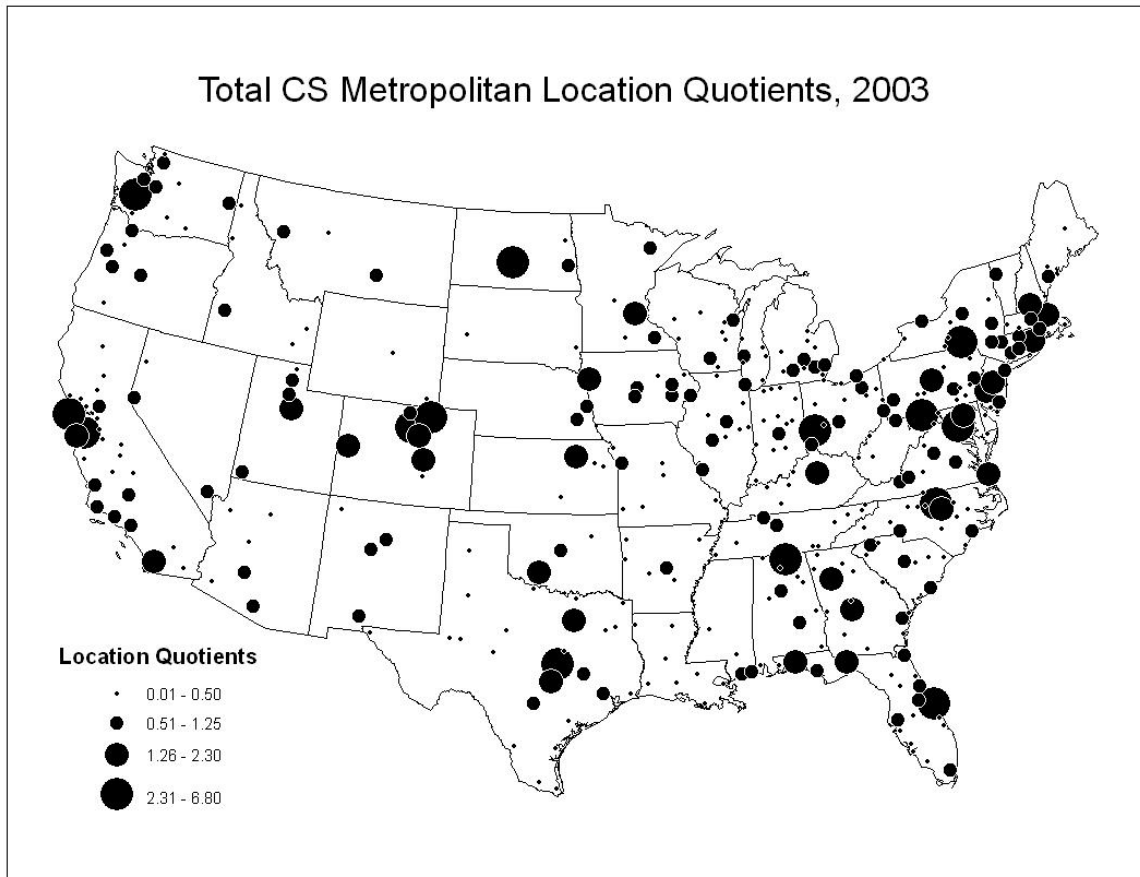 Total CS Metropolitan Location Quotients, 2003
Location Quotients
0.01 - 0.50
0.51 - 1.25
1.26 - 2.30
2.31 - 6.80